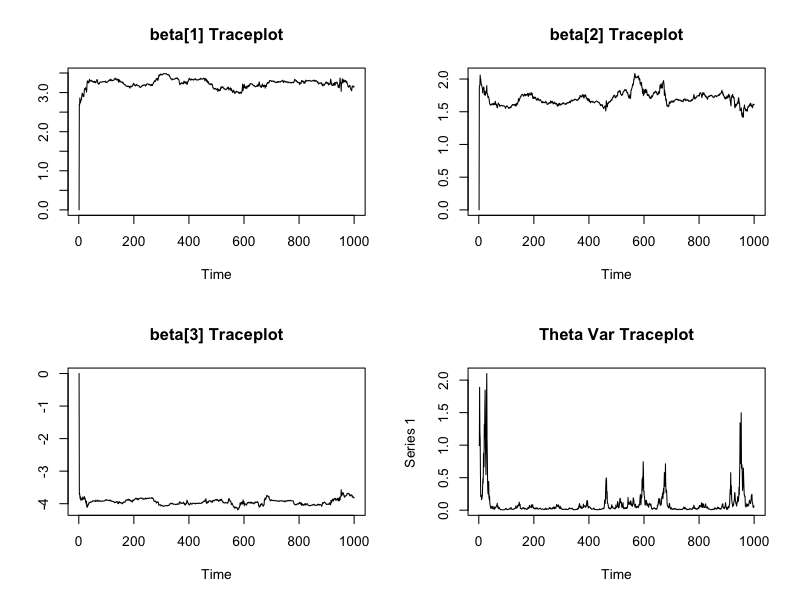 beta[1] Traceplot
0.0 1.0 2.0 3.0
0 200 400 600 800 1000
Time
beta[2] Traceplot
0.0 0.5 1.0 1.5 2.0
0 200 400 600 800 1000
Time
beta[3] Traceplot
-4 -3 -2 -1 0
0 200 400 600 800 1000
Time
Theta Var Traceplot
Series 1
0.0 0.5 1.0 1.5 2.0
0 200 400 600 800 1000
Time